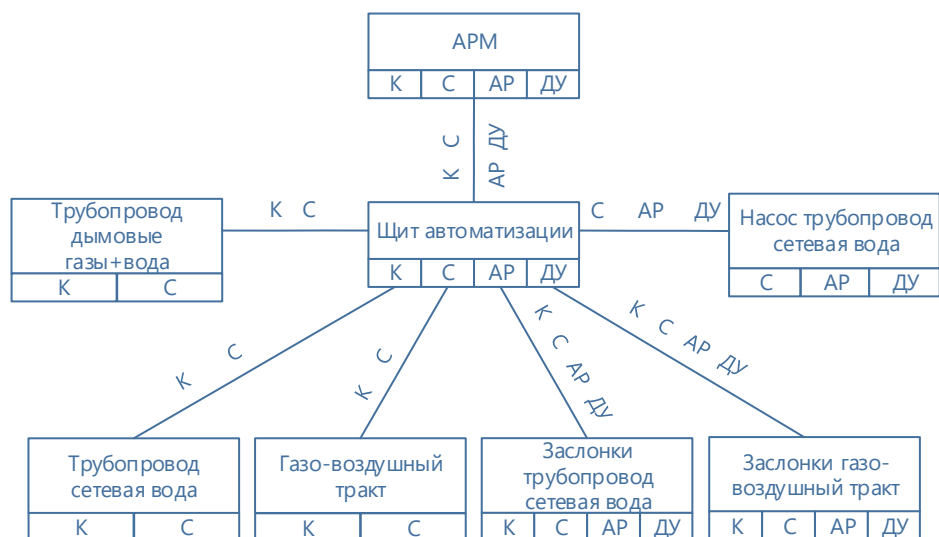 АРМ
К С АР ДУ
К С
АР ДУ
Трубопровод
дымовые
газы+вода
К С
К С
Щит автоматизации
К С АР ДУ
С АР ДУ
Насос трубопровод
сетевая вода
С АР ДУ
К С
К С
К С АР ДУ
К С АР ДУ
Трубопровод
сетевая вода
К С
Газо-воздушный
тракт
К С
Заслонки
трубопровод
сетевая вода
К С АР ДУ
Заслонки газо-
воздушный тракт
К С АР ДУ